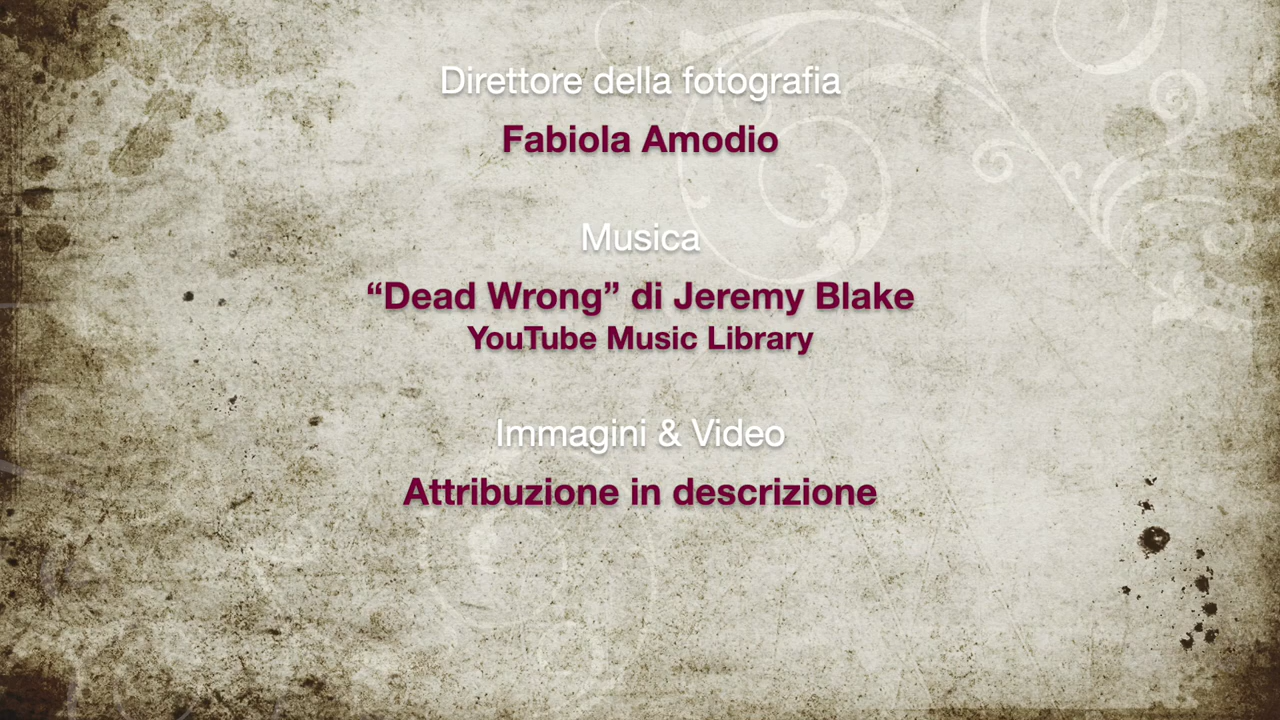 Direttore della fotografia
Fabiola Amodio
Musica
“Dead Wrong” di Jeremy Blake
YouTube Music Library
Immagini & Video
Attribuzione in descrizione